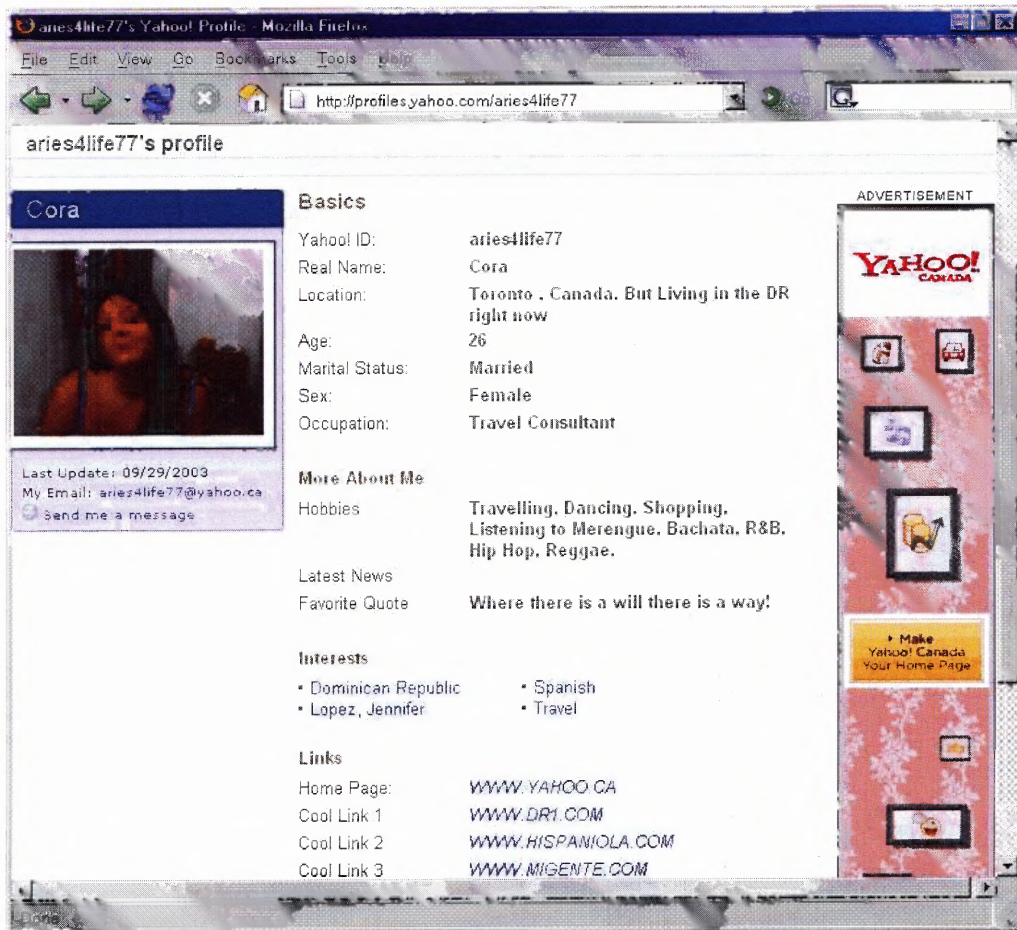 aries4life77's Yahoo! Profile - Mozilla Firefox
File Edit View Go Bookmarks Tools Help
http://profiles.yahoo.com/aries4life77
Go
G
aries4life77's profile
Cora
Last Update: 09/29/2003
My Email: aries4life77@yahoo.ca
Send me a message
Basics
Yahoo! ID: aries4life77
Real Name: Cora
Location: Toronto , Canada. But Living in the DR
right now
Age: 26
Marital Status: Married
Sex: Female
Occupation: Travel Consultant
More About Me
Hobbies Travelling, Dancing, Shopping,
Listening to Merengue, Bachata, R&B,
Hip Hop, Reggae.
Latest News
Favorite Quote Where there is a will there is a way!
Interests
• Dominican Republic • Spanish
• Lopez, Jennifer • Travel
Links
Home Page: WWW.YAHOO.CA
Cool Link 1 WWW.DR1.COM
Cool Link 2 WWW.HISPANIOLA.COM
Cool Link 3 WWW.MIGENTE.COM
ADVERTISEMENT
YAHOO!
CANADA
Make
Yahoo! Canada
Your Home Page
Done